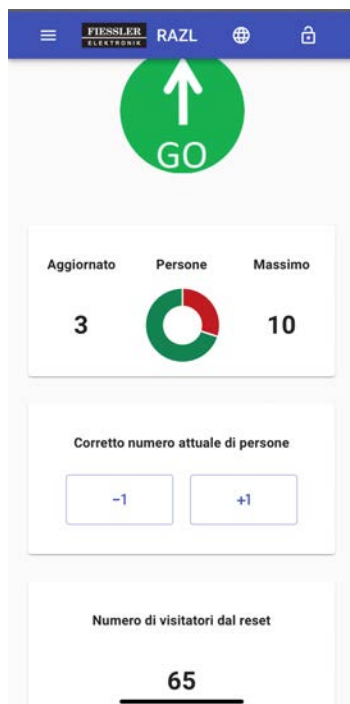 FIESSLER RAZL
ELEKTRONIK
GO
Aggiornato Persone Massimo
3 10
Corretto numero attuale di persone
-1 +1
Numero di visitatori dal reset
65